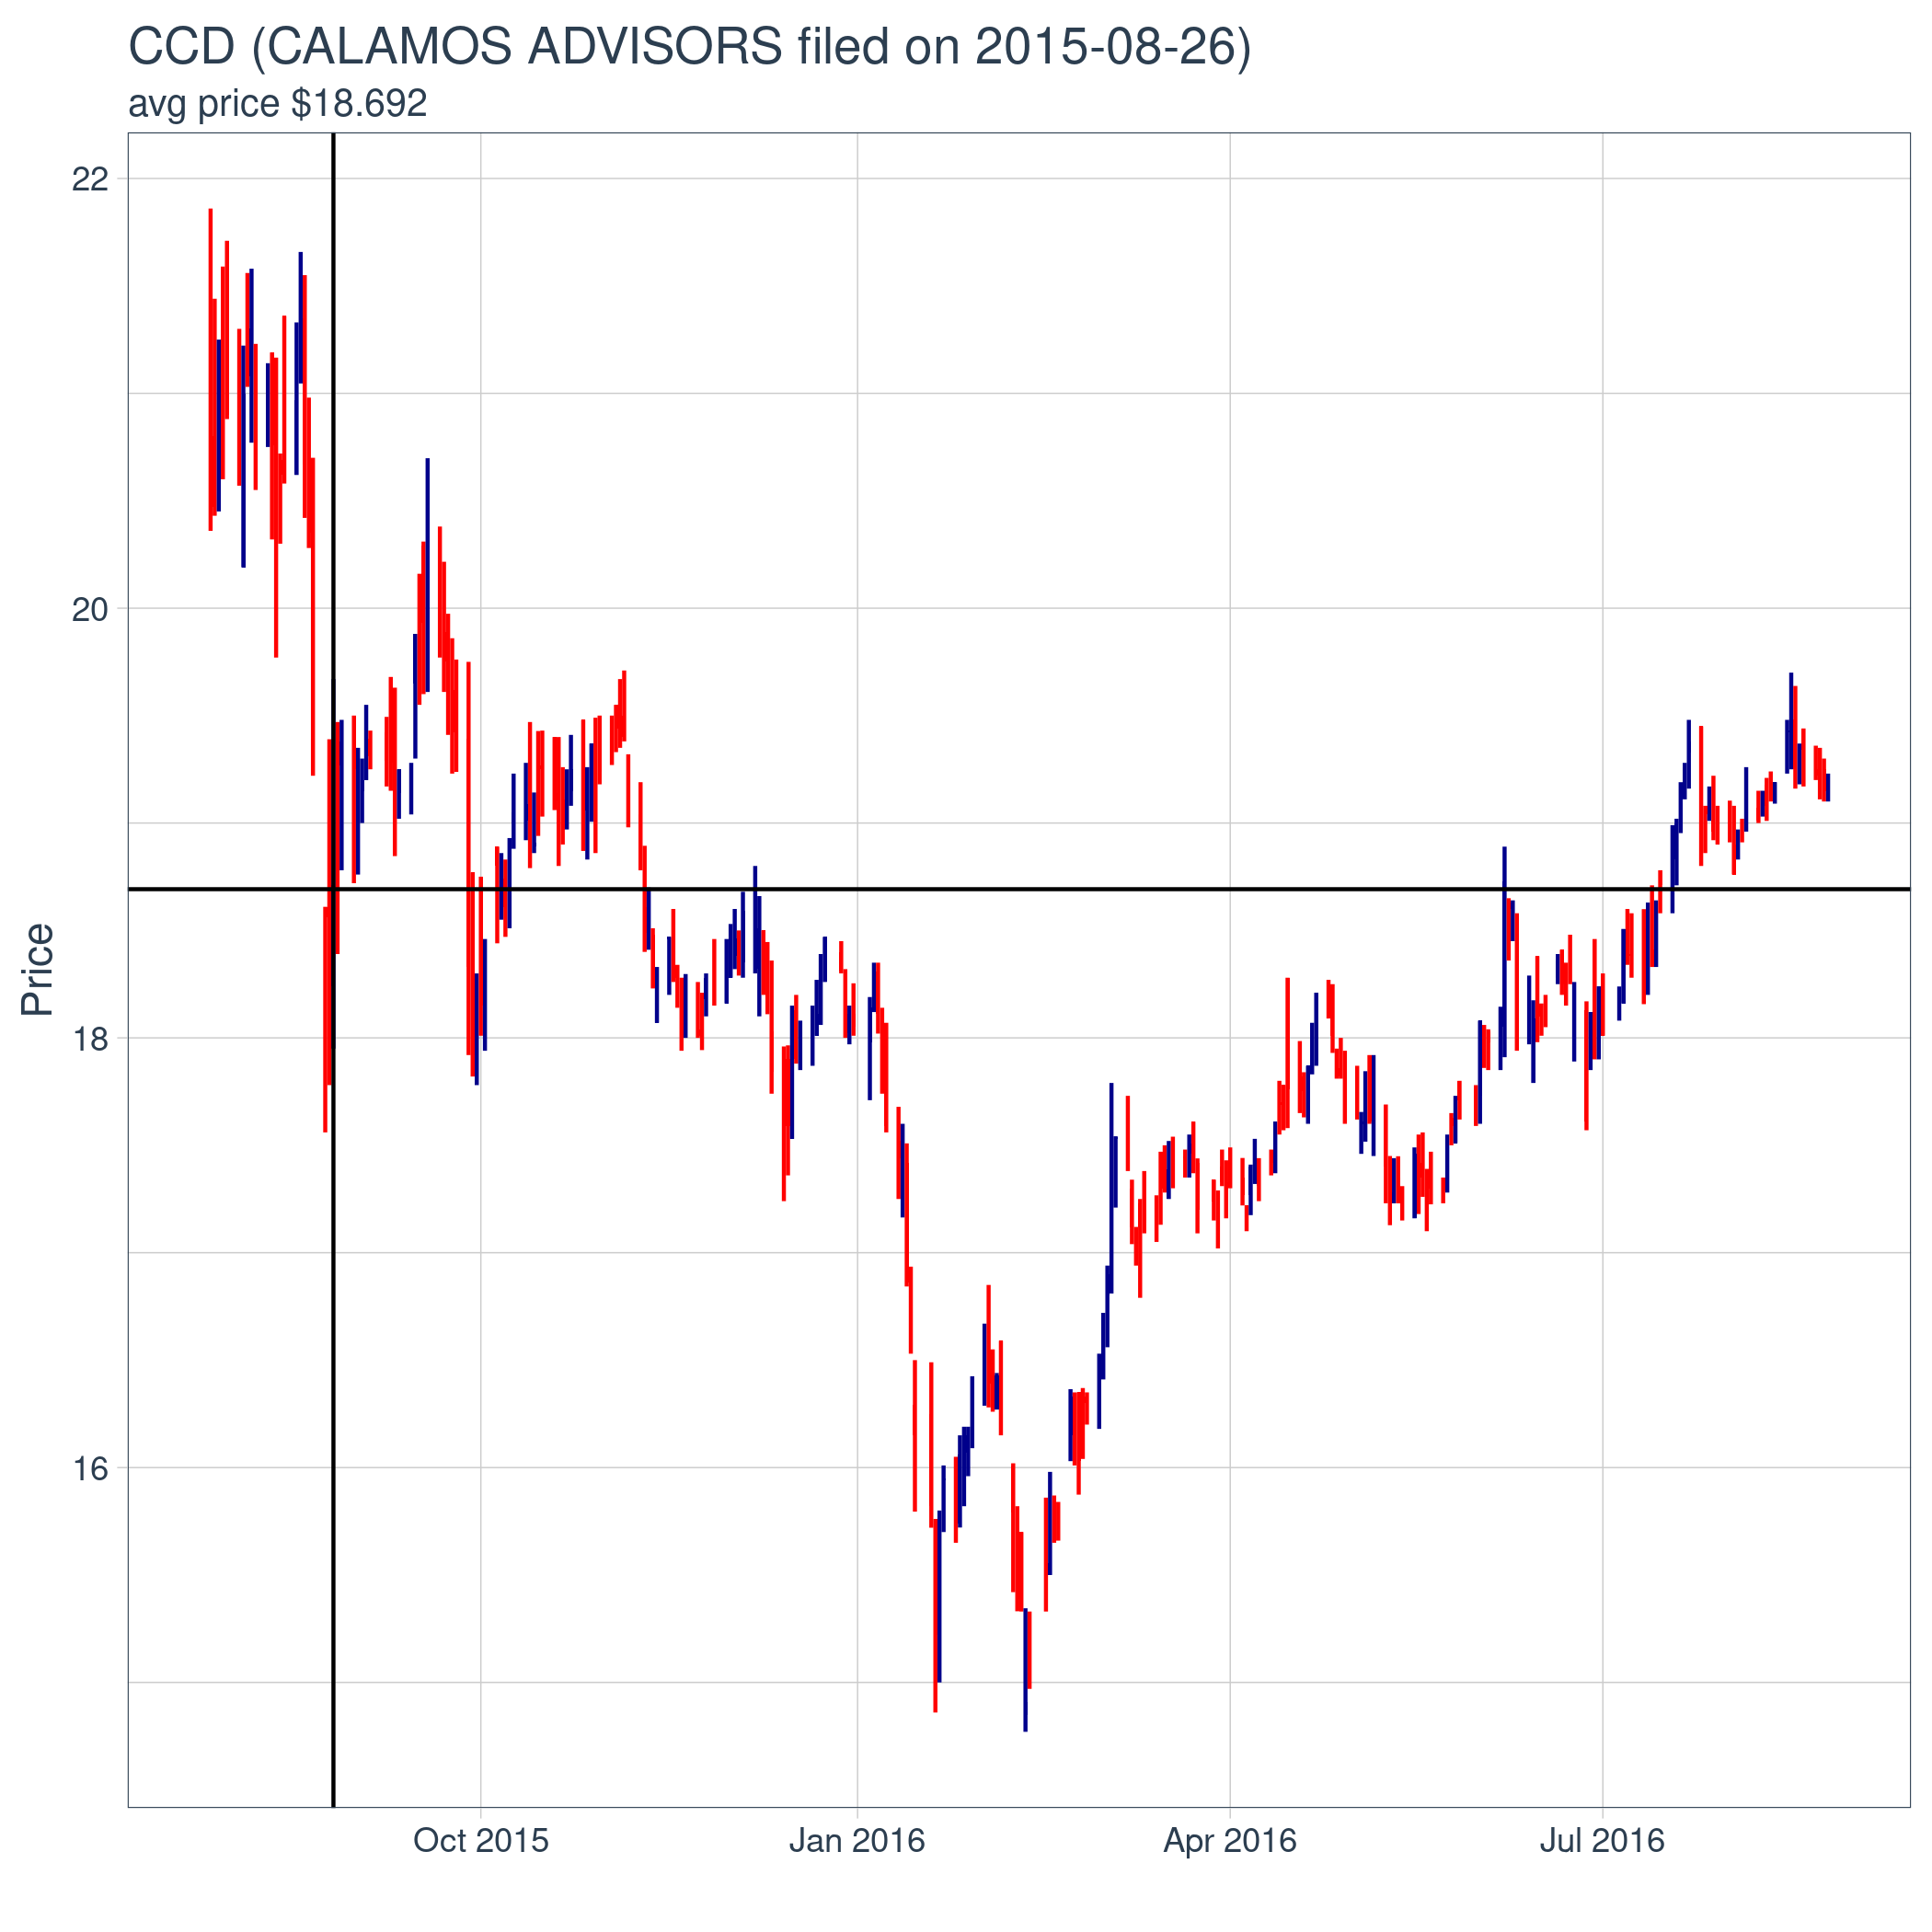 CCD (CALAMOS ADVISORS filed on 2015-08-26)
avg price $18.692
22
20
18
16
Price
Oct 2015
Jan 2016
Apr 2016
Jul 2016